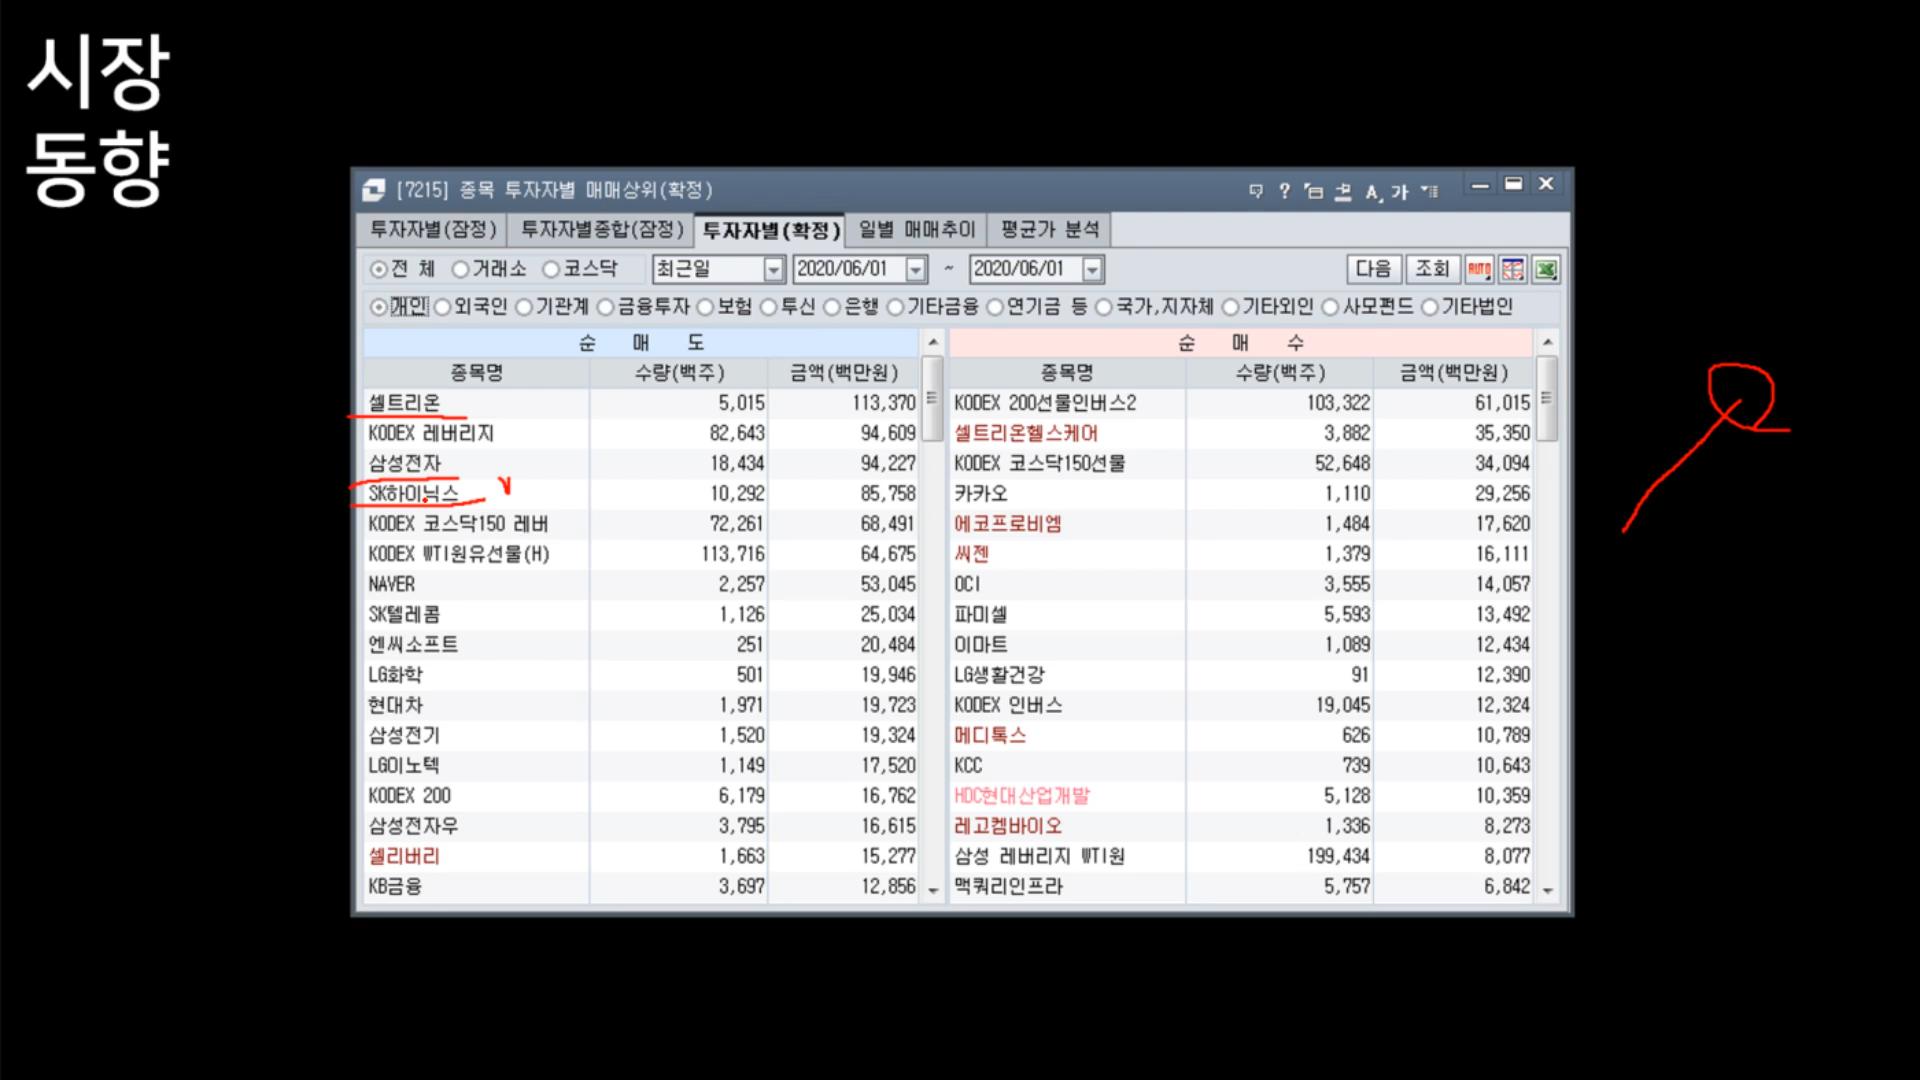 시장
동향
[7215] 종목 투자자별 매매상위(확정)
투자자별(잠정) 투자자별종합(잠정) 투자자별(확정) 일별 매매추이 평균가 분석
전 체 거래소 코스닥 최근일 2020/06/01 ~ 2020/06/01 다음 조회 AUTO
개인 외국인 기관계 금융투자 보험 투신 은행 기타금융 연기금 등 국가,지자체 기타외인 사모펀드 기타법인
순 매 도 순 매 수
종목명 수량(백주) 금액(백만원) 종목명 수량(백주) 금액(백만원)
셀트리온 5,015 113,370 KODEX 200선물인버스2 103,322 61,015
KODEX 레버리지 82,643 94,609 셀트리온헬스케어 3,882 35,350
삼성전자 18,434 94,227 KODEX 코스닥150선물 52,648 34,094
SK하이닉스 10,292 85,758 카카오 1,110 29,256
KODEX 코스닥150 레버 72,261 68,491 에코프로비엠 1,484 17,620
KODEX WTI원유선물(H) 113,716 64,675 씨젠 1,379 16,111
NAVER 2,257 53,045 OCI 3,555 14,057
SK텔레콤 1,126 25,034 파미셀 5,593 13,492
엔씨소프트 251 20,484 이마트 1,089 12,434
LG화학 501 19,946 LG생활건강 91 12,390
현대차 1,971 19,723 KODEX 인버스 19,045 12,324
삼성전기 1,520 19,324 메디톡스 626 10,789
LG이노텍 1,149 17,520 KCC 739 10,643
KODEX 200 6,179 16,762 HDC현대산업개발 5,128 10,359
삼성전자우 3,795 16,615 레고켐바이오 1,336 8,273
셀리버리 1,663 15,277 삼성 레버리지 WTI원 199,434 8,077
KB금융 3,697 12,856 맥쿼리인프라 5,757 6,842